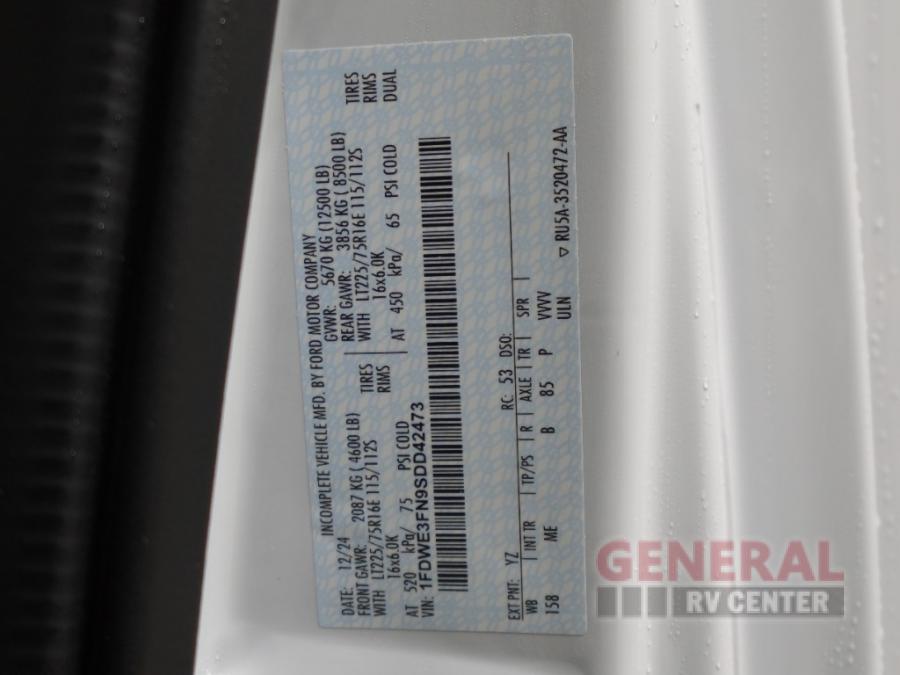 INCOMPLETE VEHICLE MFD. BY FORD MOTOR COMPANY
DATE: 12/24 GVWR: 5670 KG (12500 LB)
FRONT GAWR: 2087 KG ( 4600 LB) REAR GAWR: 3856 KG ( 8500 LB)
WITH LT225/75R16E 115/112S TIRES WITH LT225/75R16E 115/112S TIRES
16x6.0K RIMS 16x6.0K RIMS
AT 520 kPa/ 75 PSI COLD AT 450 kPa/ 65 PSI COLD DUAL
VIN: 1FDWE3FN9SDD42473
EXT PNT: YZ RC: 53 DSO:
WB INT TR TP/PS R AXLE TR SPR
158 ME B 85 P VVVV
ULN
▽ RU5A-3520472-AA
GENERAL
RV CENTER